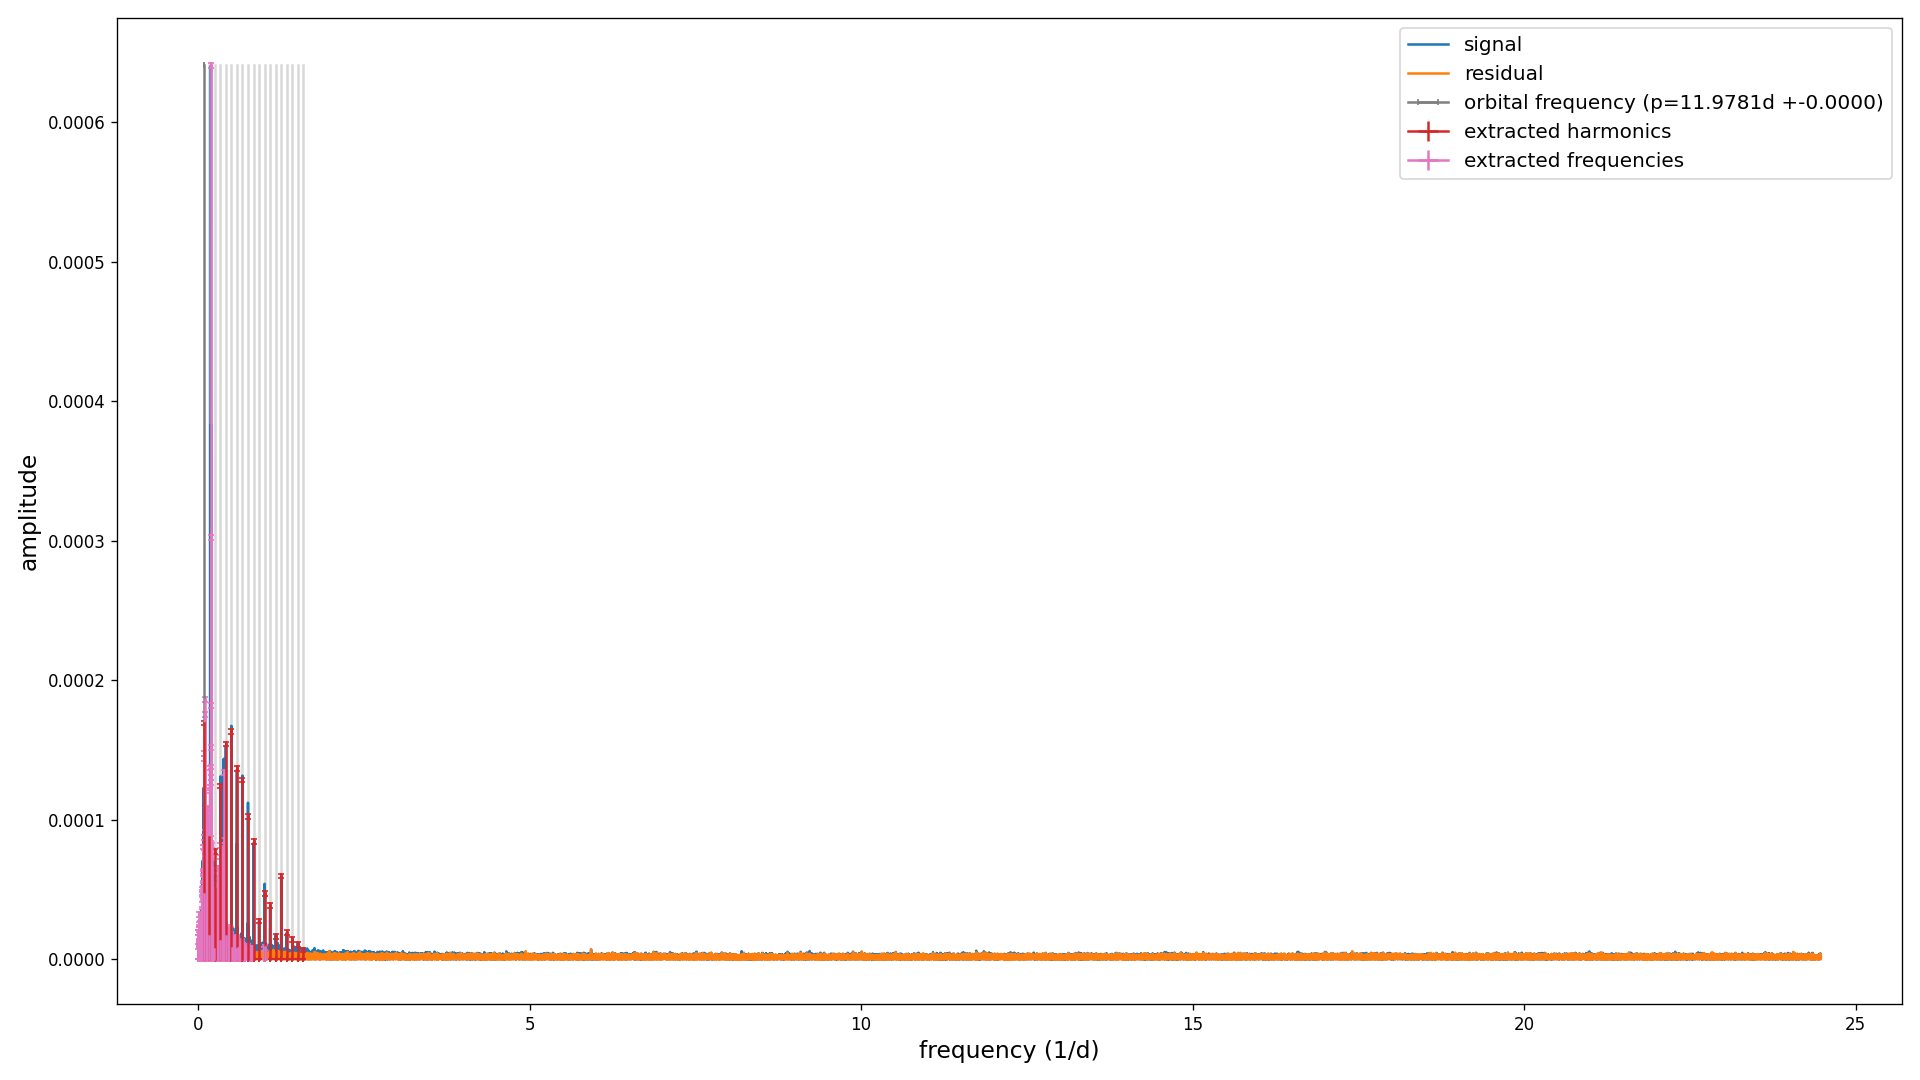 signal
residual
orbital frequency (p=11.9781d +-0.0000)
extracted harmonics
extracted frequencies
0.0006
0.0005
0.0004
0.0003
0.0002
0.0001
0.0000
amplitude
0 5 10 15 20 25
frequency (1/d)